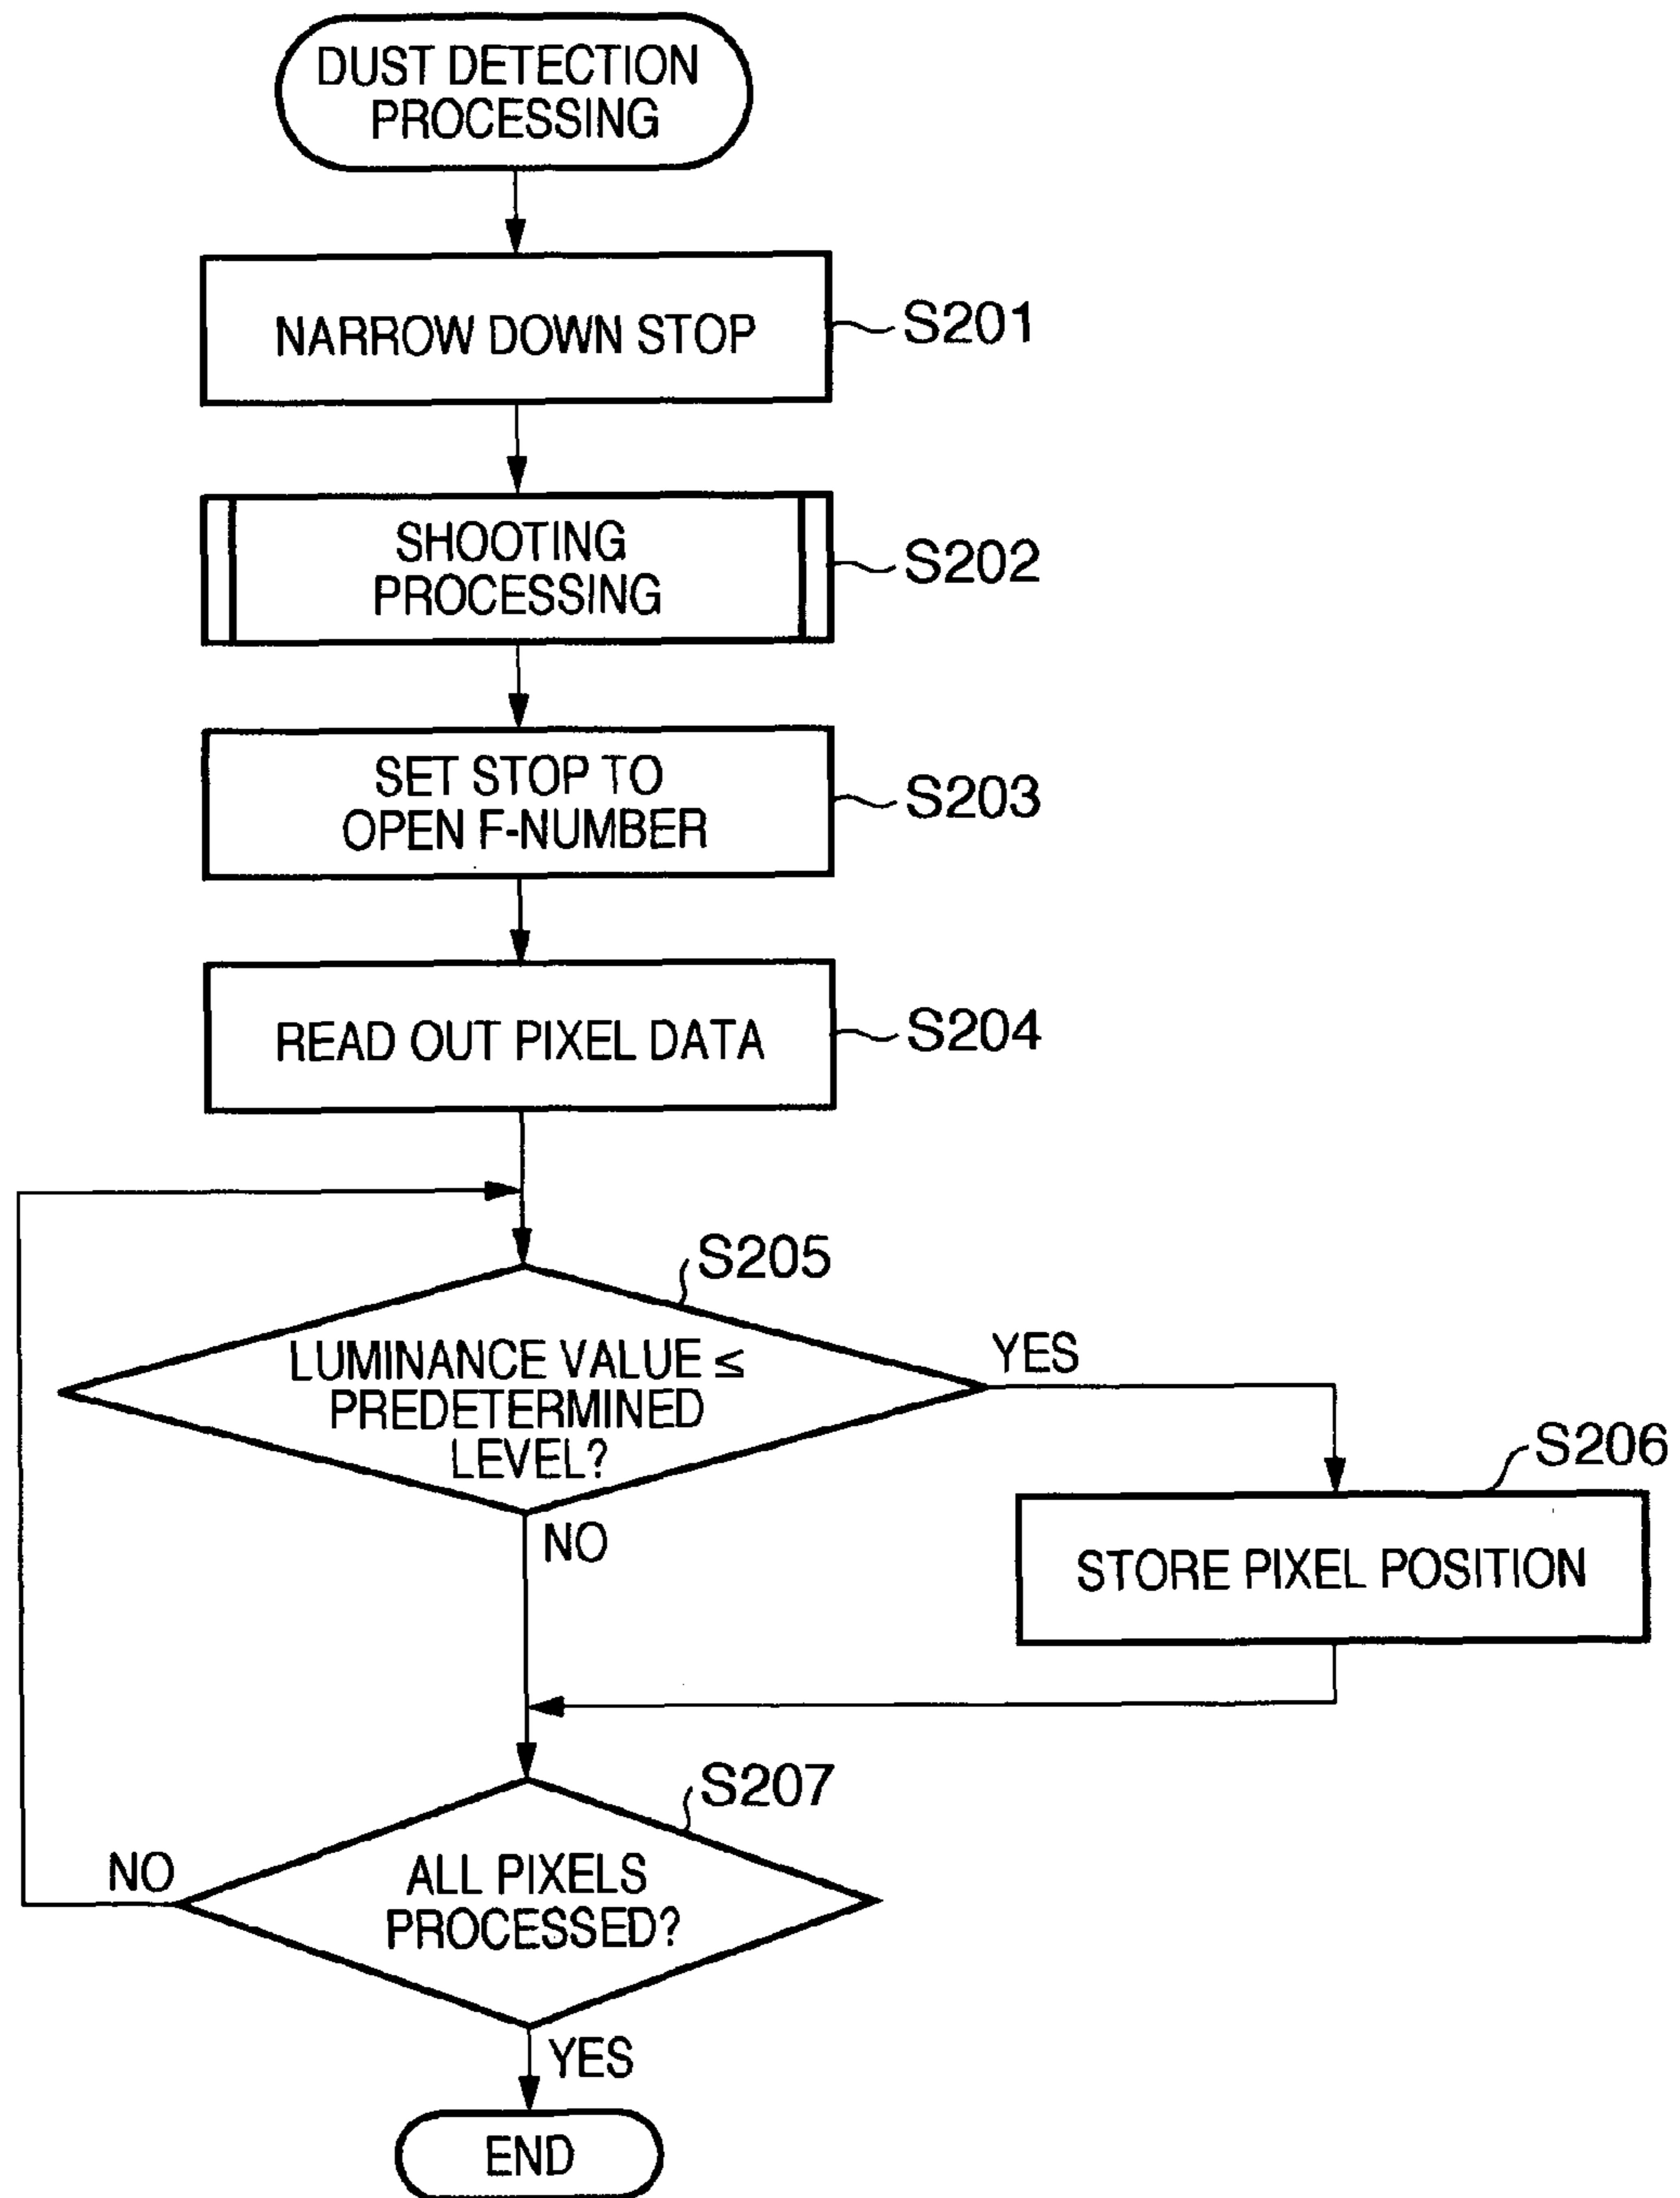 DUST DETECTION
PROCESSING
NARROW DOWN STOP
S201
SHOOTING
PROCESSING
S202
SET STOP TO
OPEN F-NUMBER
S203
READ OUT PIXEL DATA
S204
S205
LUMINANCE VALUE ≤
PREDETERMINED
LEVEL?
YES
NO
S206
STORE PIXEL POSITION
S207
ALL PIXELS
PROCESSED?
NO
YES
END